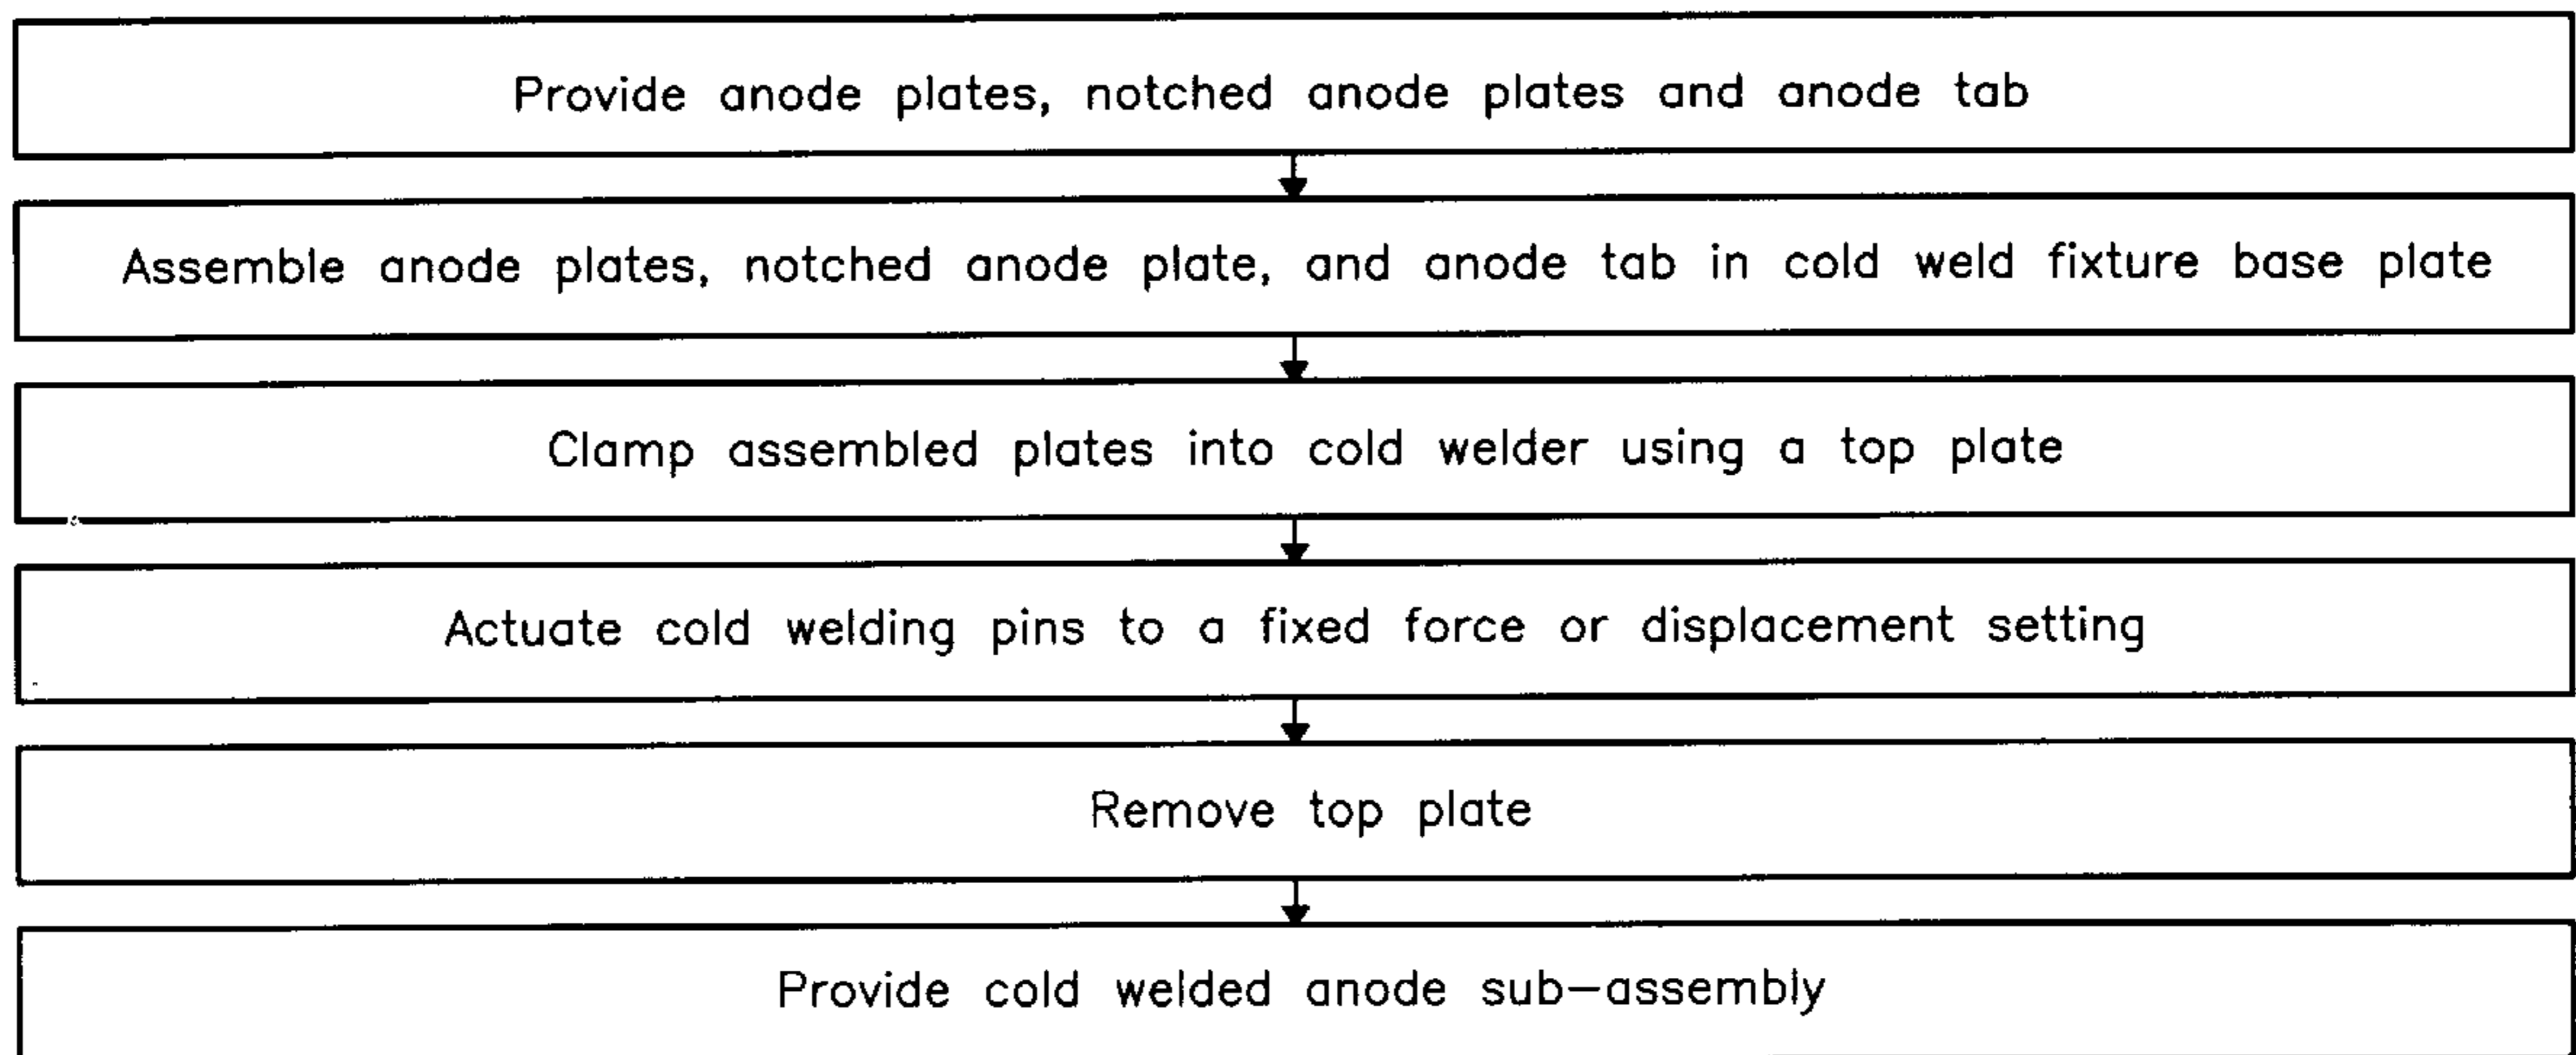 Provide anode plates, notched anode plates and anode tab
Assemble anode plates, notched anode plate, and anode tab in cold weld fixture base plate
Clamp assembled plates into cold welder using a top plate
Actuate cold welding pins to a fixed force or displacement setting
Remove top plate
Provide cold welded anode sub-assembly